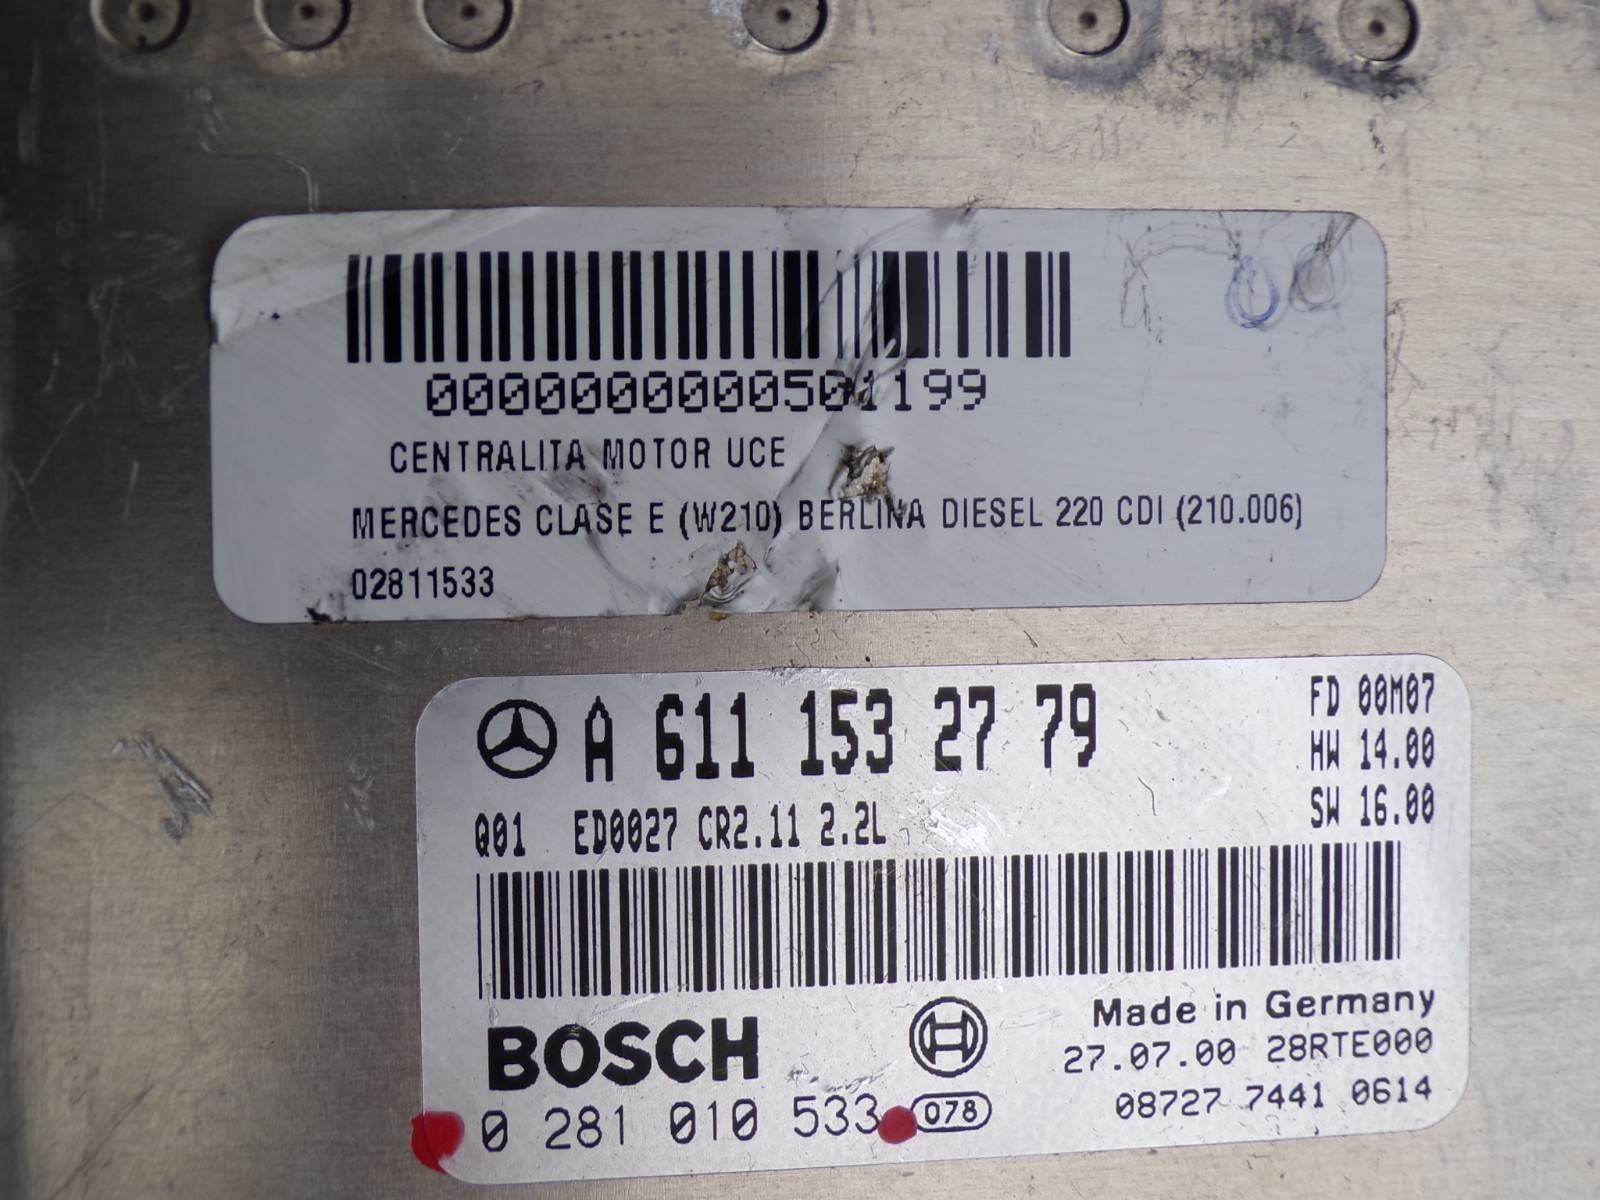 0000000000501199
CENTRALITA MOTOR UCE
MERCEDES CLASE E (W210) BERLINA DIESEL 220 CDI (210.006)
02811533
A 611 153 27 79
FD 00M07
HW 14.00
SW 16.00
Q01 ED0027 CR2.11 2.2L
BOSCH
Made in Germany
27.07.00 28RTE000
08727 7441 0614
0 281 010 533 078